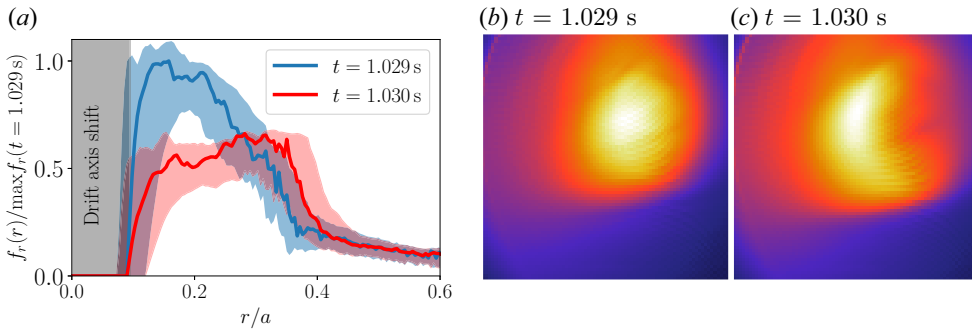 (a)
(b) t = 1.029 s
(c) t = 1.030 s
t = 1.029 s
t = 1.030 s
Drift axis shift
f_r(r)/max f_r(t = 1.029 s)
1.0
0.5
0.0
0.0
0.2
0.4
0.6
r/a